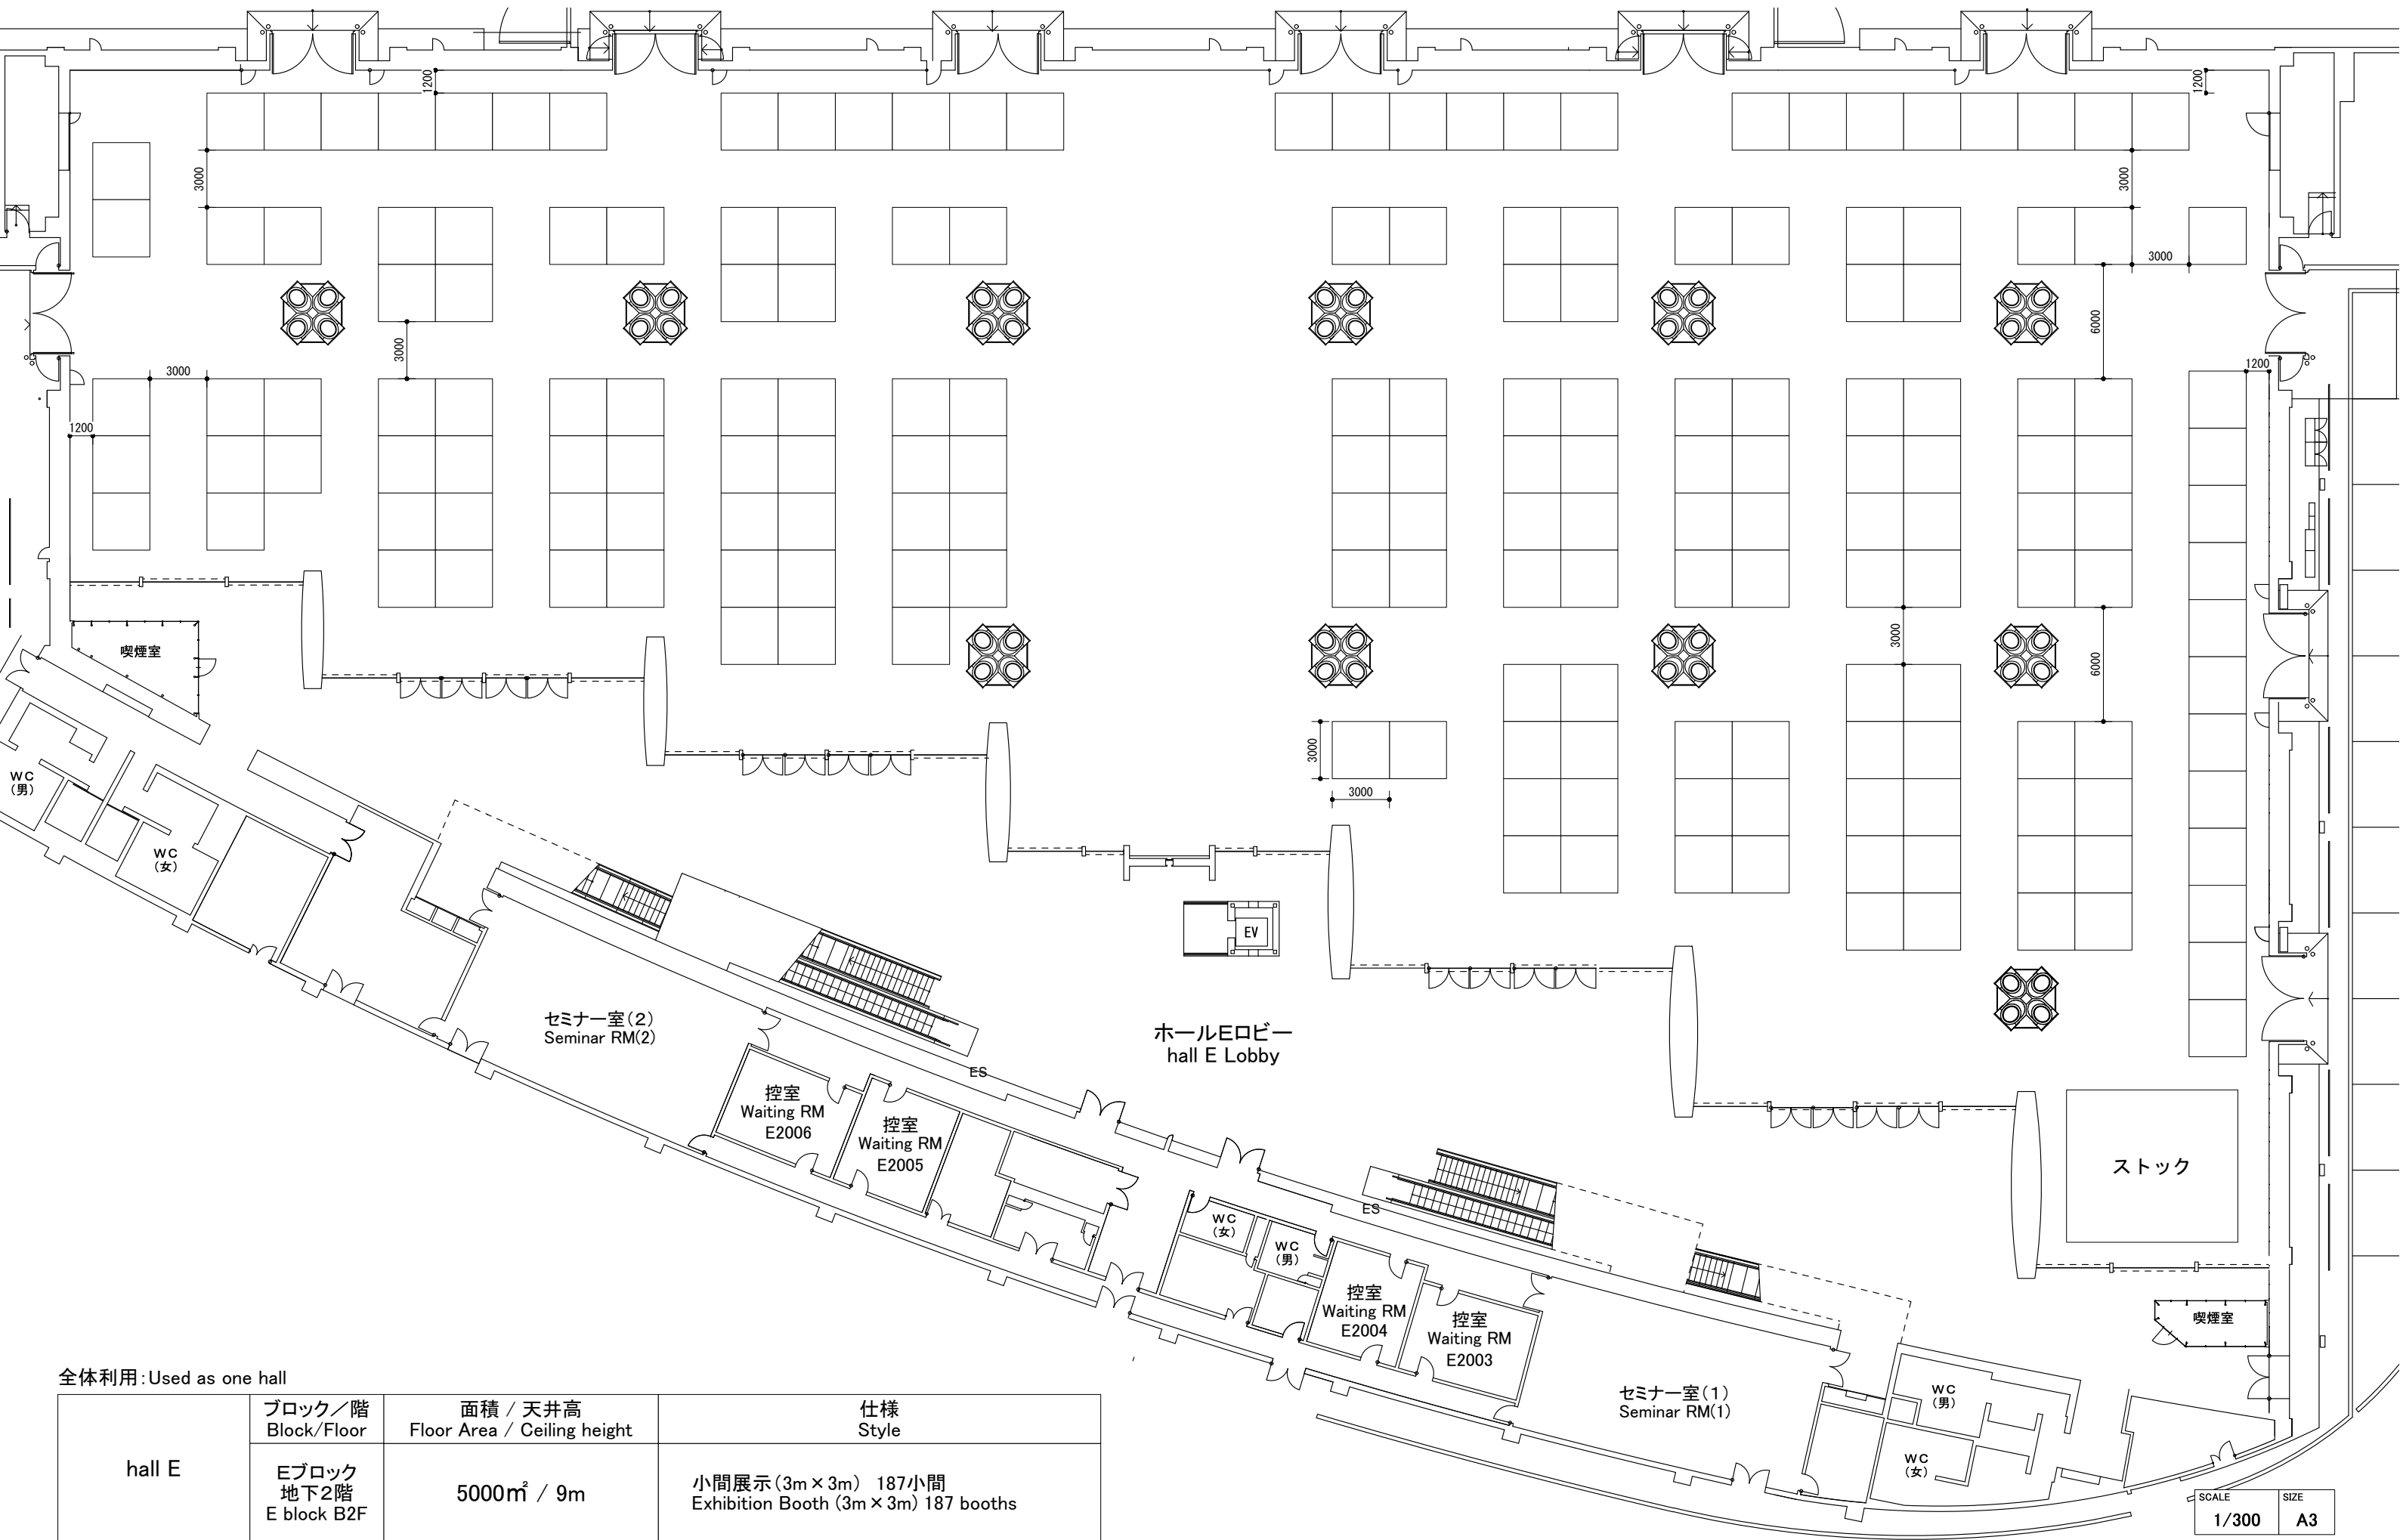 1200
1200
3000
3000
3000
6000
3000
3000
1200
1200
3000
6000
3000
3000
喫煙室
WC
(男)
WC
(女)
EV
セミナー室(2)
Seminar RM(2)
ホールEロビー
hall E Lobby
ES
控室
Waiting RM
E2006
控室
Waiting RM
E2005
ストック
ES
WC
(女)
WC
(男)
控室
Waiting RM
E2004
控室
Waiting RM
E2003
喫煙室
セミナー室(1)
Seminar RM(1)
WC
(男)
WC
(女)
全体利用:Used as one hall
hall E
ブロック/階
Block/Floor
面積 / 天井高
Floor Area / Ceiling height
仕様
Style
Eブロック
地下2階
E block B2F
5000㎡ / 9m
小間展示(3m×3m) 187小間
Exhibition Booth (3m×3m) 187 booths
SCALE
1/300
SIZE
A3